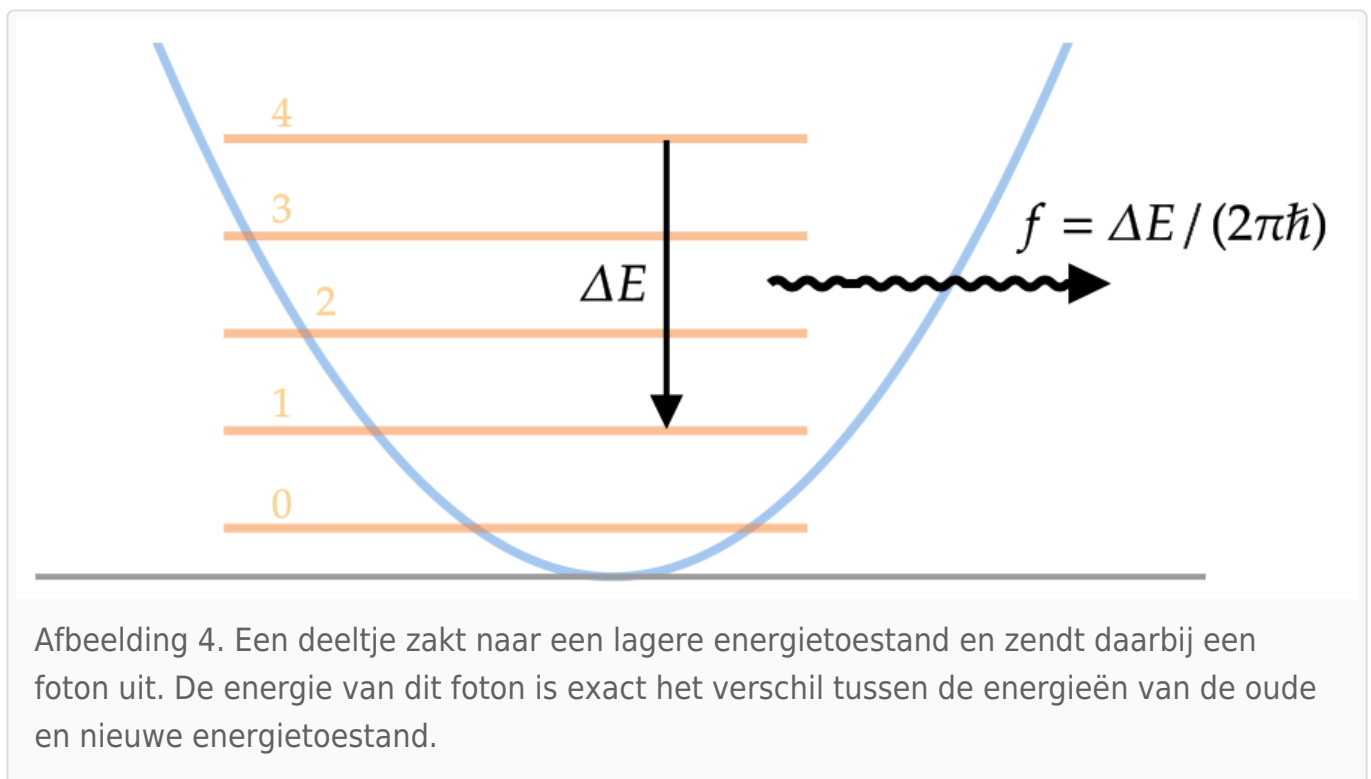 4
3
f = ΔE / (2πħ)
ΔE
2
1
0
Afbeelding 4. Een deeltje zakt naar een lagere energietoestand en zendt daarbij een
foton uit. De energie van dit foton is exact het verschil tussen de energieën van de oude
en nieuwe energietoestand.